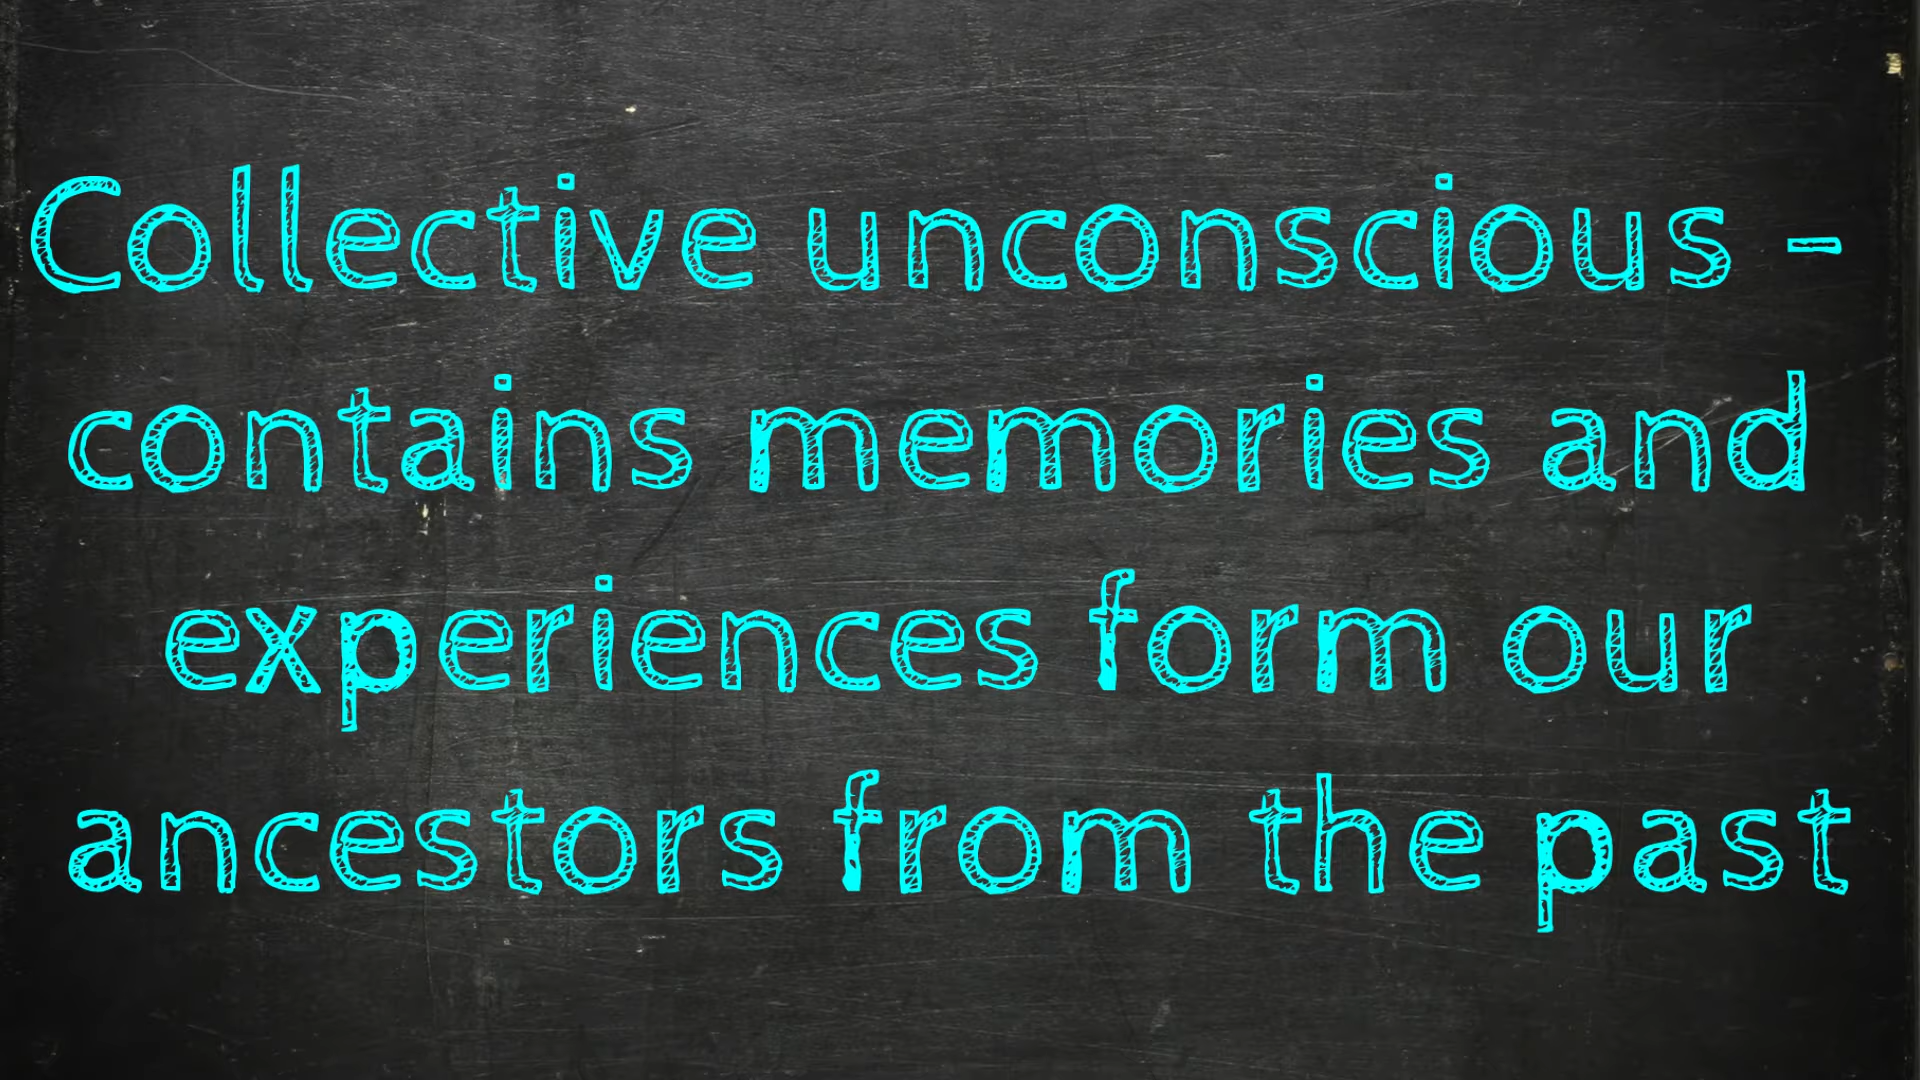 Collective unconscious -
contains memories and
experiences form our
ancestors from the past